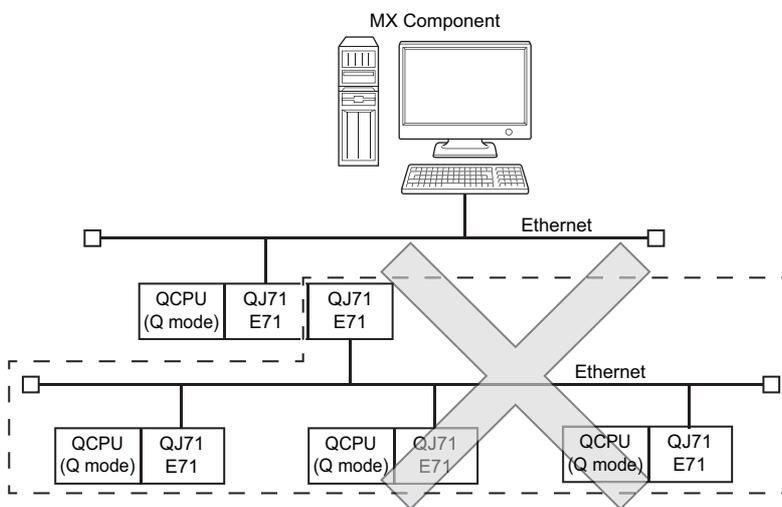 MX Component
Ethernet
QCPU
(Q mode)
QJ71
E71
QJ71
E71
Ethernet
QCPU
(Q mode)
QJ71
E71
QCPU
(Q mode)
QJ71
E71
QCPU
(Q mode)
QJ71
E71